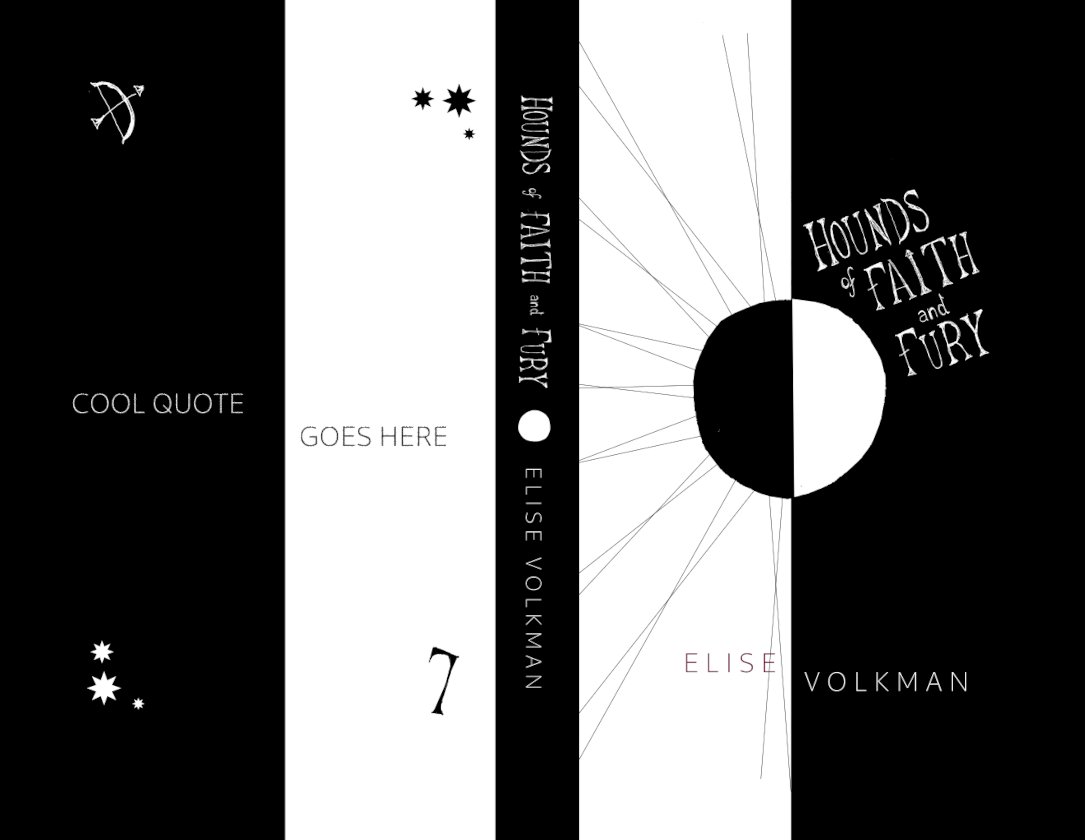 COOL QUOTE
GOES HERE
7
HOUNDS of FAITH and FURY
ELISE VOLKMAN
HOUNDS
of FAITH
and
FURY
ELISE
VOLKMAN